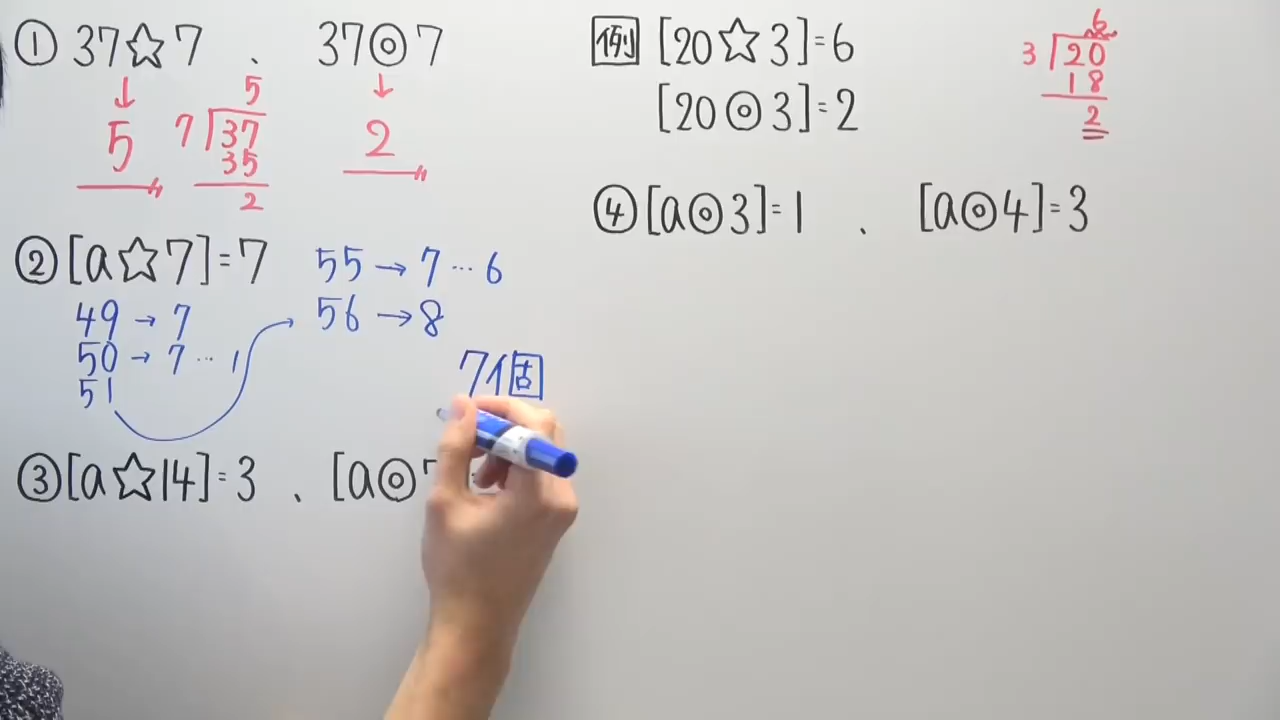 ① 37☆7 、 37◎7
↓ ↓
5 2
5
7)37
35
2
② [a☆7]=7
49→7
50→7…1
51
55→7…6
56→8
7個
③ [a☆14]=3 、 [a◎
例 [20☆3]=6
[20◎3]=2
6
3)20
18
2
④ [a◎3]=1 、 [a◎4]=3